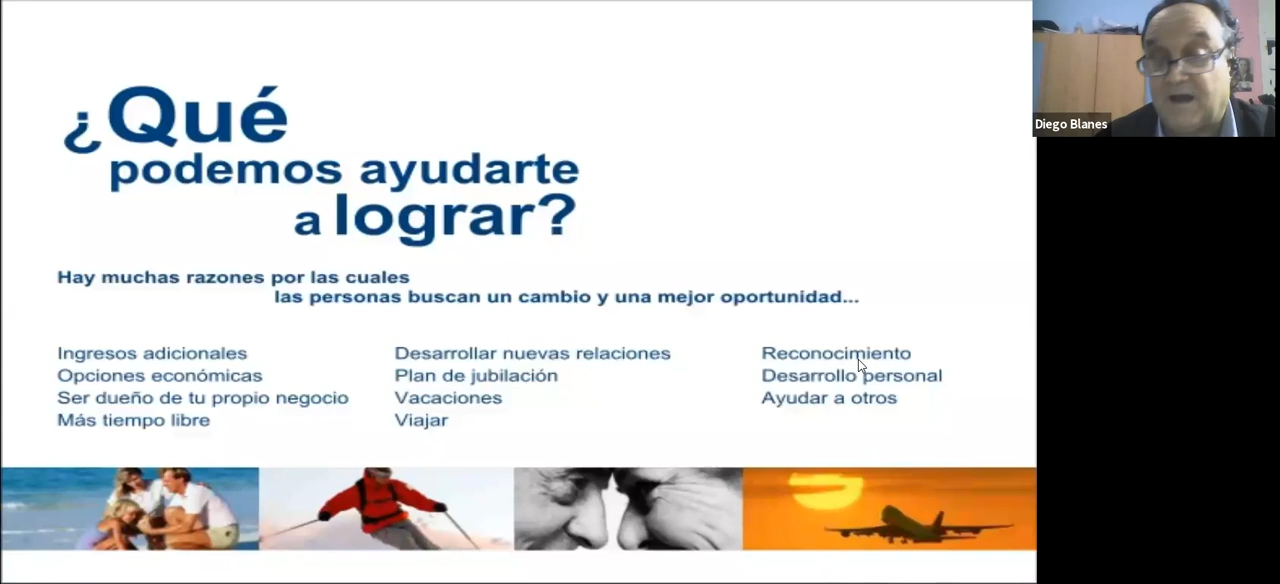 ¿Qué
podemos ayudarte
a lograr?
Hay muchas razones por las cuales
las personas buscan un cambio y una mejor oportunidad...
Ingresos adicionales
Opciones económicas
Ser dueño de tu propio negocio
Más tiempo libre
Desarrollar nuevas relaciones
Plan de jubilación
Vacaciones
Viajar
Reconocimiento
Desarrollo personal
Ayudar a otros
Diego Blanes